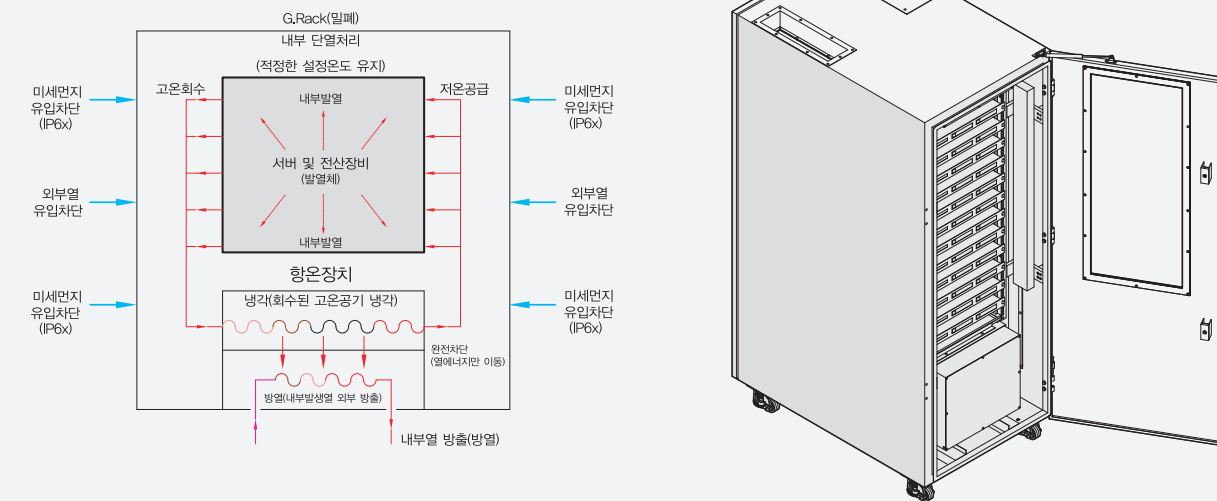 G.Rack(밀폐)
내부 단열처리
(적정한 설정온도 유지)
고온회수
저온공급
미세먼지
유입차단
(IP6x)
미세먼지
유입차단
(IP6x)
내부발열
서버 및 전산장비
(발열체)
외부열
유입차단
외부열
유입차단
내부발열
항온장치
냉각(회수된 고온공기 냉각)
미세먼지
유입차단
(IP6x)
미세먼지
유입차단
(IP6x)
완전차단
(열에너지만 이동)
방열(내부발생열 외부 방출)
내부열 방출(방열)